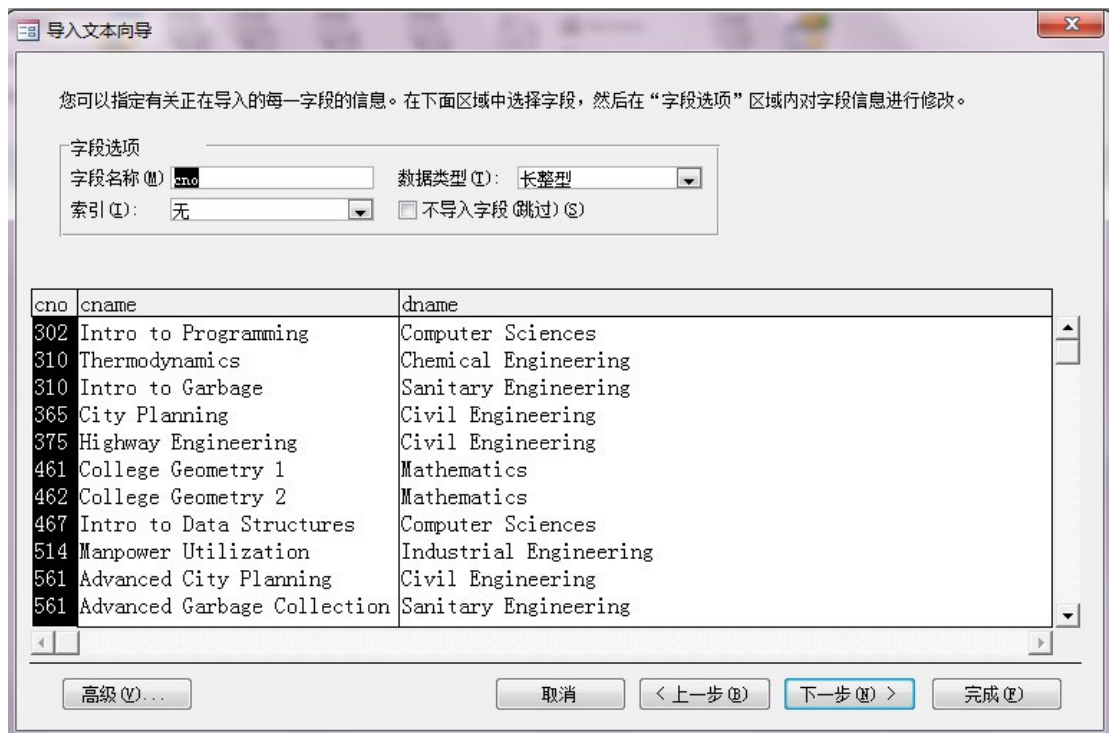 导入文本向导
X
您可以指定有关正在导入的每一字段的信息。在下面区域中选择字段，然后在“字段选项”区域内对字段信息进行修改。
字段选项
字段名称(M) cno 数据类型(T): 长整型
索引(I): 无 不导入字段(跳过)(S)
cno cname dname
302 Intro to Programming Computer Sciences
310 Thermodynamics Chemical Engineering
310 Intro to Garbage Sanitary Engineering
365 City Planning Civil Engineering
375 Highway Engineering Civil Engineering
461 College Geometry 1 Mathematics
462 College Geometry 2 Mathematics
467 Intro to Data Structures Computer Sciences
514 Manpower Utilization Industrial Engineering
561 Advanced City Planning Civil Engineering
561 Advanced Garbage Collection Sanitary Engineering
高级(V)... 取消 < 上一步(B) 下一步(N) > 完成(F)